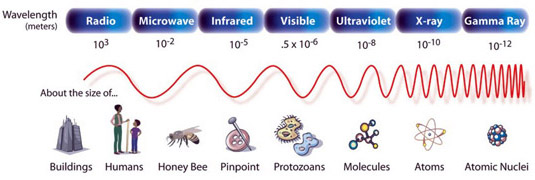 Wavelength
(meters)
Radio Microwave Infrared Visible Ultraviolet X-ray Gamma Ray
10³ 10⁻² 10⁻⁵ .5 x 10⁻⁶ 10⁻⁸ 10⁻¹⁰ 10⁻¹²
About the size of...
Buildings Humans Honey Bee Pinpoint Protozoans Molecules Atoms Atomic Nuclei